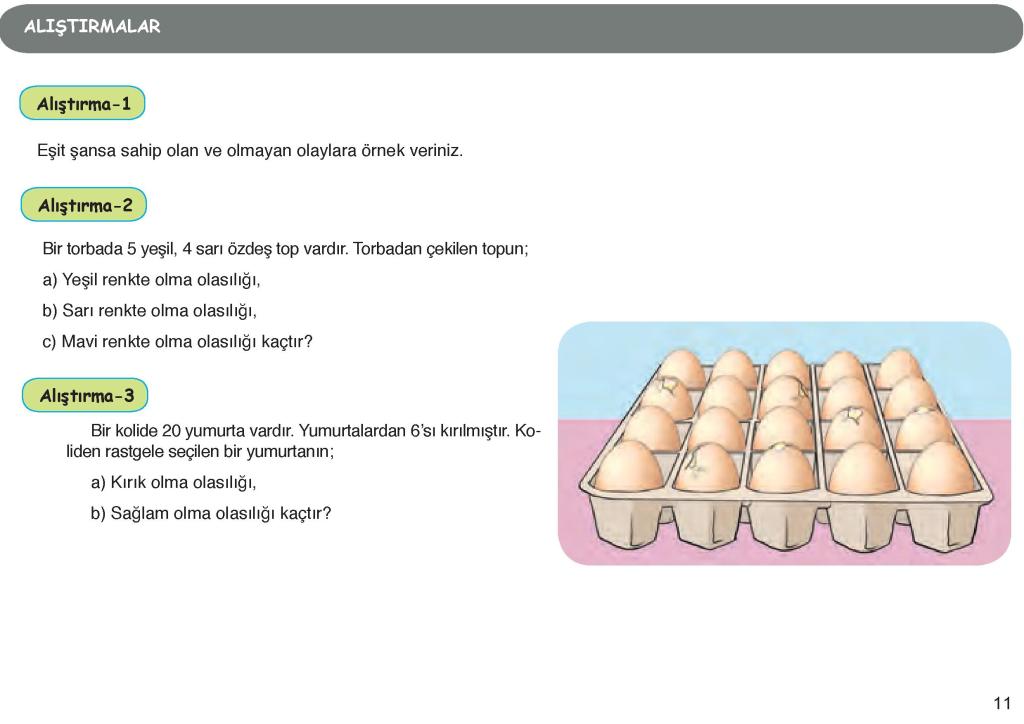 ALIŞTIRMALAR
Alıştırma-1
Eşit şansa sahip olan ve olmayan olaylara örnek veriniz.
Alıştırma-2
Bir torbada 5 yeşil, 4 sarı özdeş top vardır. Torbadan çekilen topun;
a) Yeşil renkte olma olasılığı,
b) Sarı renkte olma olasılığı,
c) Mavi renkte olma olasılığı kaçtır?
Alıştırma-3
Bir kolide 20 yumurta vardır. Yumurtalardan 6’sı kırılmıştır. Ko-
liden rastgele seçilen bir yumurtanın;
a) Kırık olma olasılığı,
b) Sağlam olma olasılığı kaçtır?
11